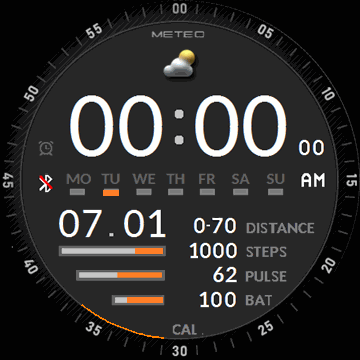 00
55
05
METEO
50
10
00:00
00
45
MO TU WE TH FR SA SU
AM
15
07.01
0-70 DISTANCE
1000 STEPS
62 PULSE
40
20
100 BAT
35
CAL
25
30